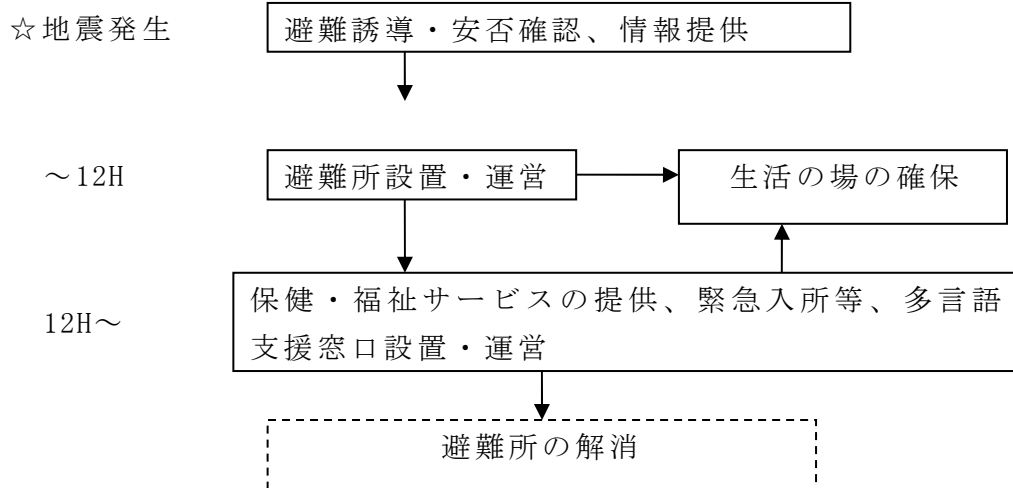 ☆地震発生
避難誘導・安否確認、情報提供
～12H
避難所設置・運営
生活の場の確保
12H～
保健・福祉サービスの提供、緊急入所等、多言語
支援窓口設置・運営
避難所の解消